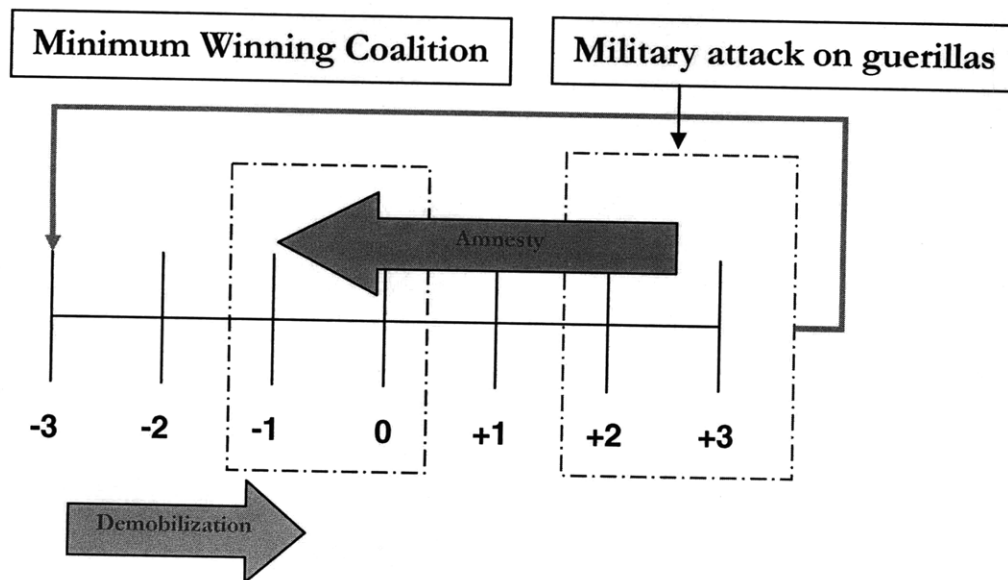 Minimum Winning Coalition
Military attack on guerillas
Amnesty
-3 -2 -1 0 +1 +2 +3
Demobilization